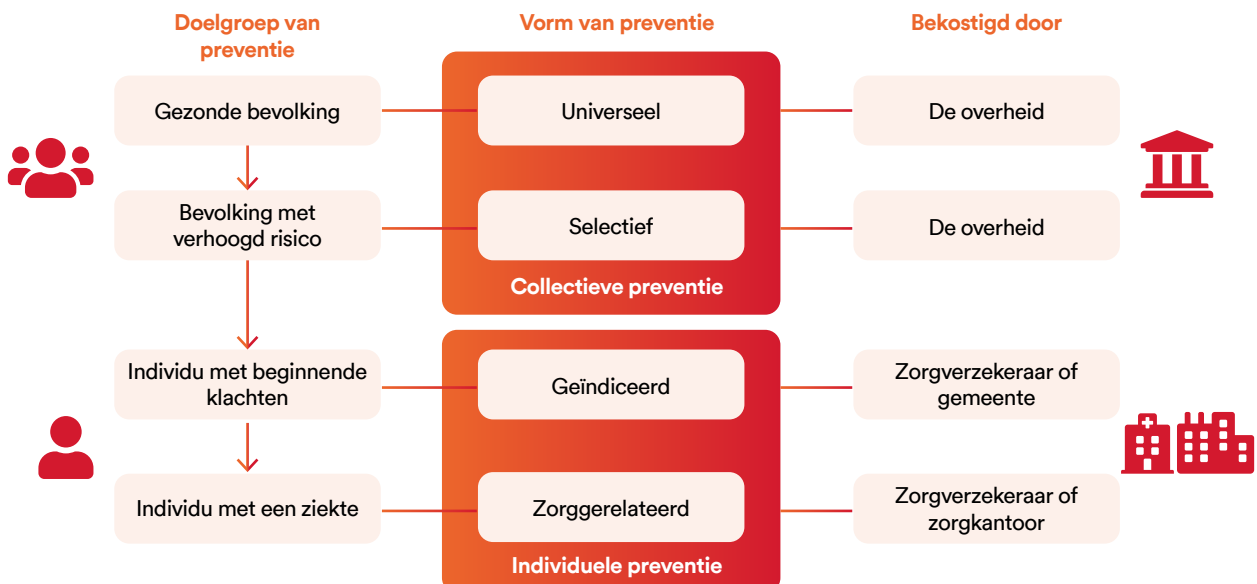 Doelgroep van
preventie
Vorm van preventie
Bekostigd door
Gezonde bevolking
Universeel
De overheid
Bevolking met
verhoogd risico
Selectief
De overheid
Collectieve preventie
Individu met beginnende
klachten
Geïndiceerd
Zorgverzekeraar of
gemeente
Individu met een ziekte
Zorggerelateerd
Zorgverzekeraar of
zorgkantoor
Individuele preventie